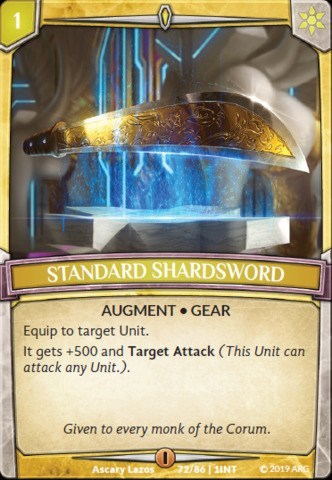 1
STANDARD SHARDSWORD
AUGMENT • GEAR
Equip to target Unit.
It gets +500 and Target Attack (This Unit can
attack any Unit.).
Given to every monk of the Corum.
I
Ascary Lazos 72/86 | 1INT © 2019 ARG